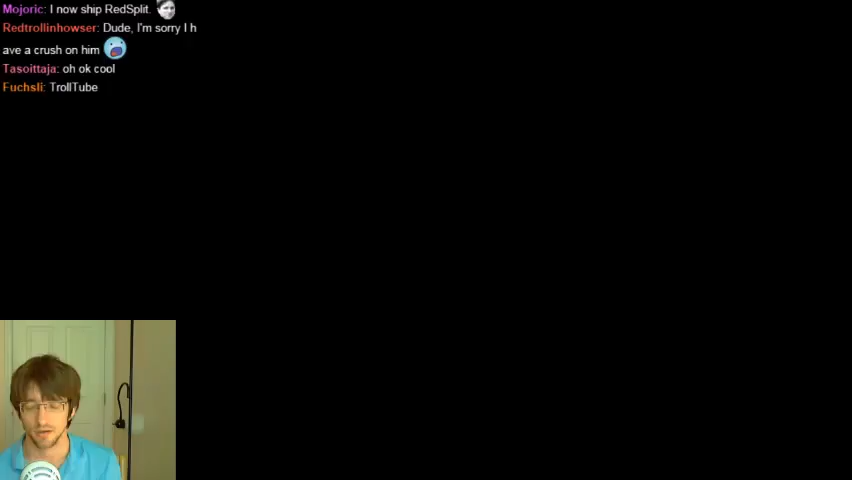 Mojoric: I now ship RedSplit.
Redtrollinhowser: Dude, I'm sorry I h
ave a crush on him
Tasoittaja: oh ok cool
Fuchsli: TrollTube